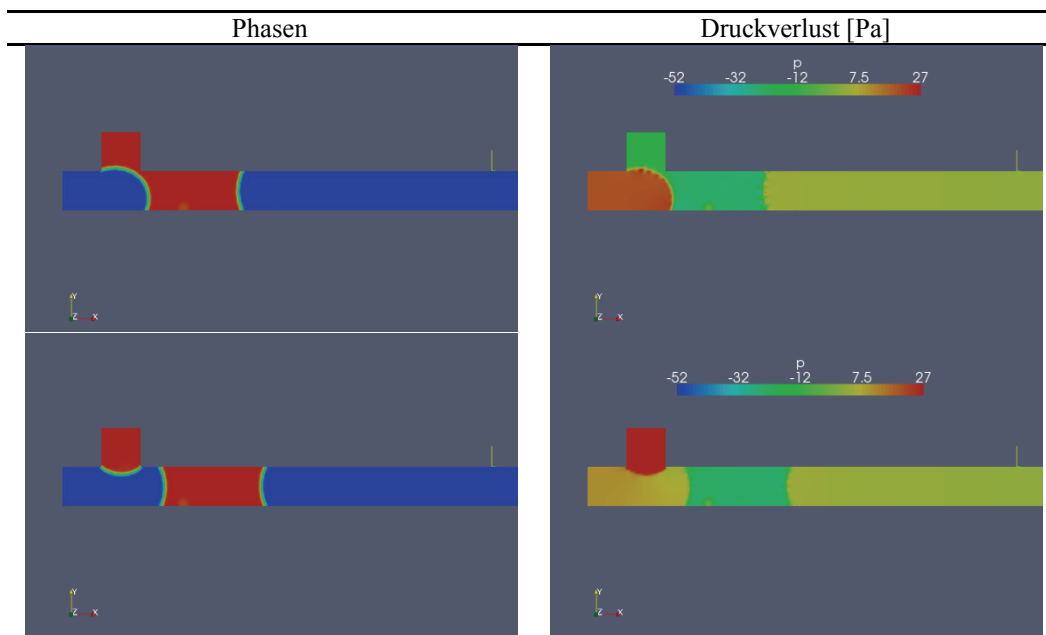 Phasen
Druckverlust [Pa]
p
-52 -32 -12 7.5 27
Y
Z X
Y
Z X
p
-52 -32 -12 7.5 27
Y
Z X
Y
Z X